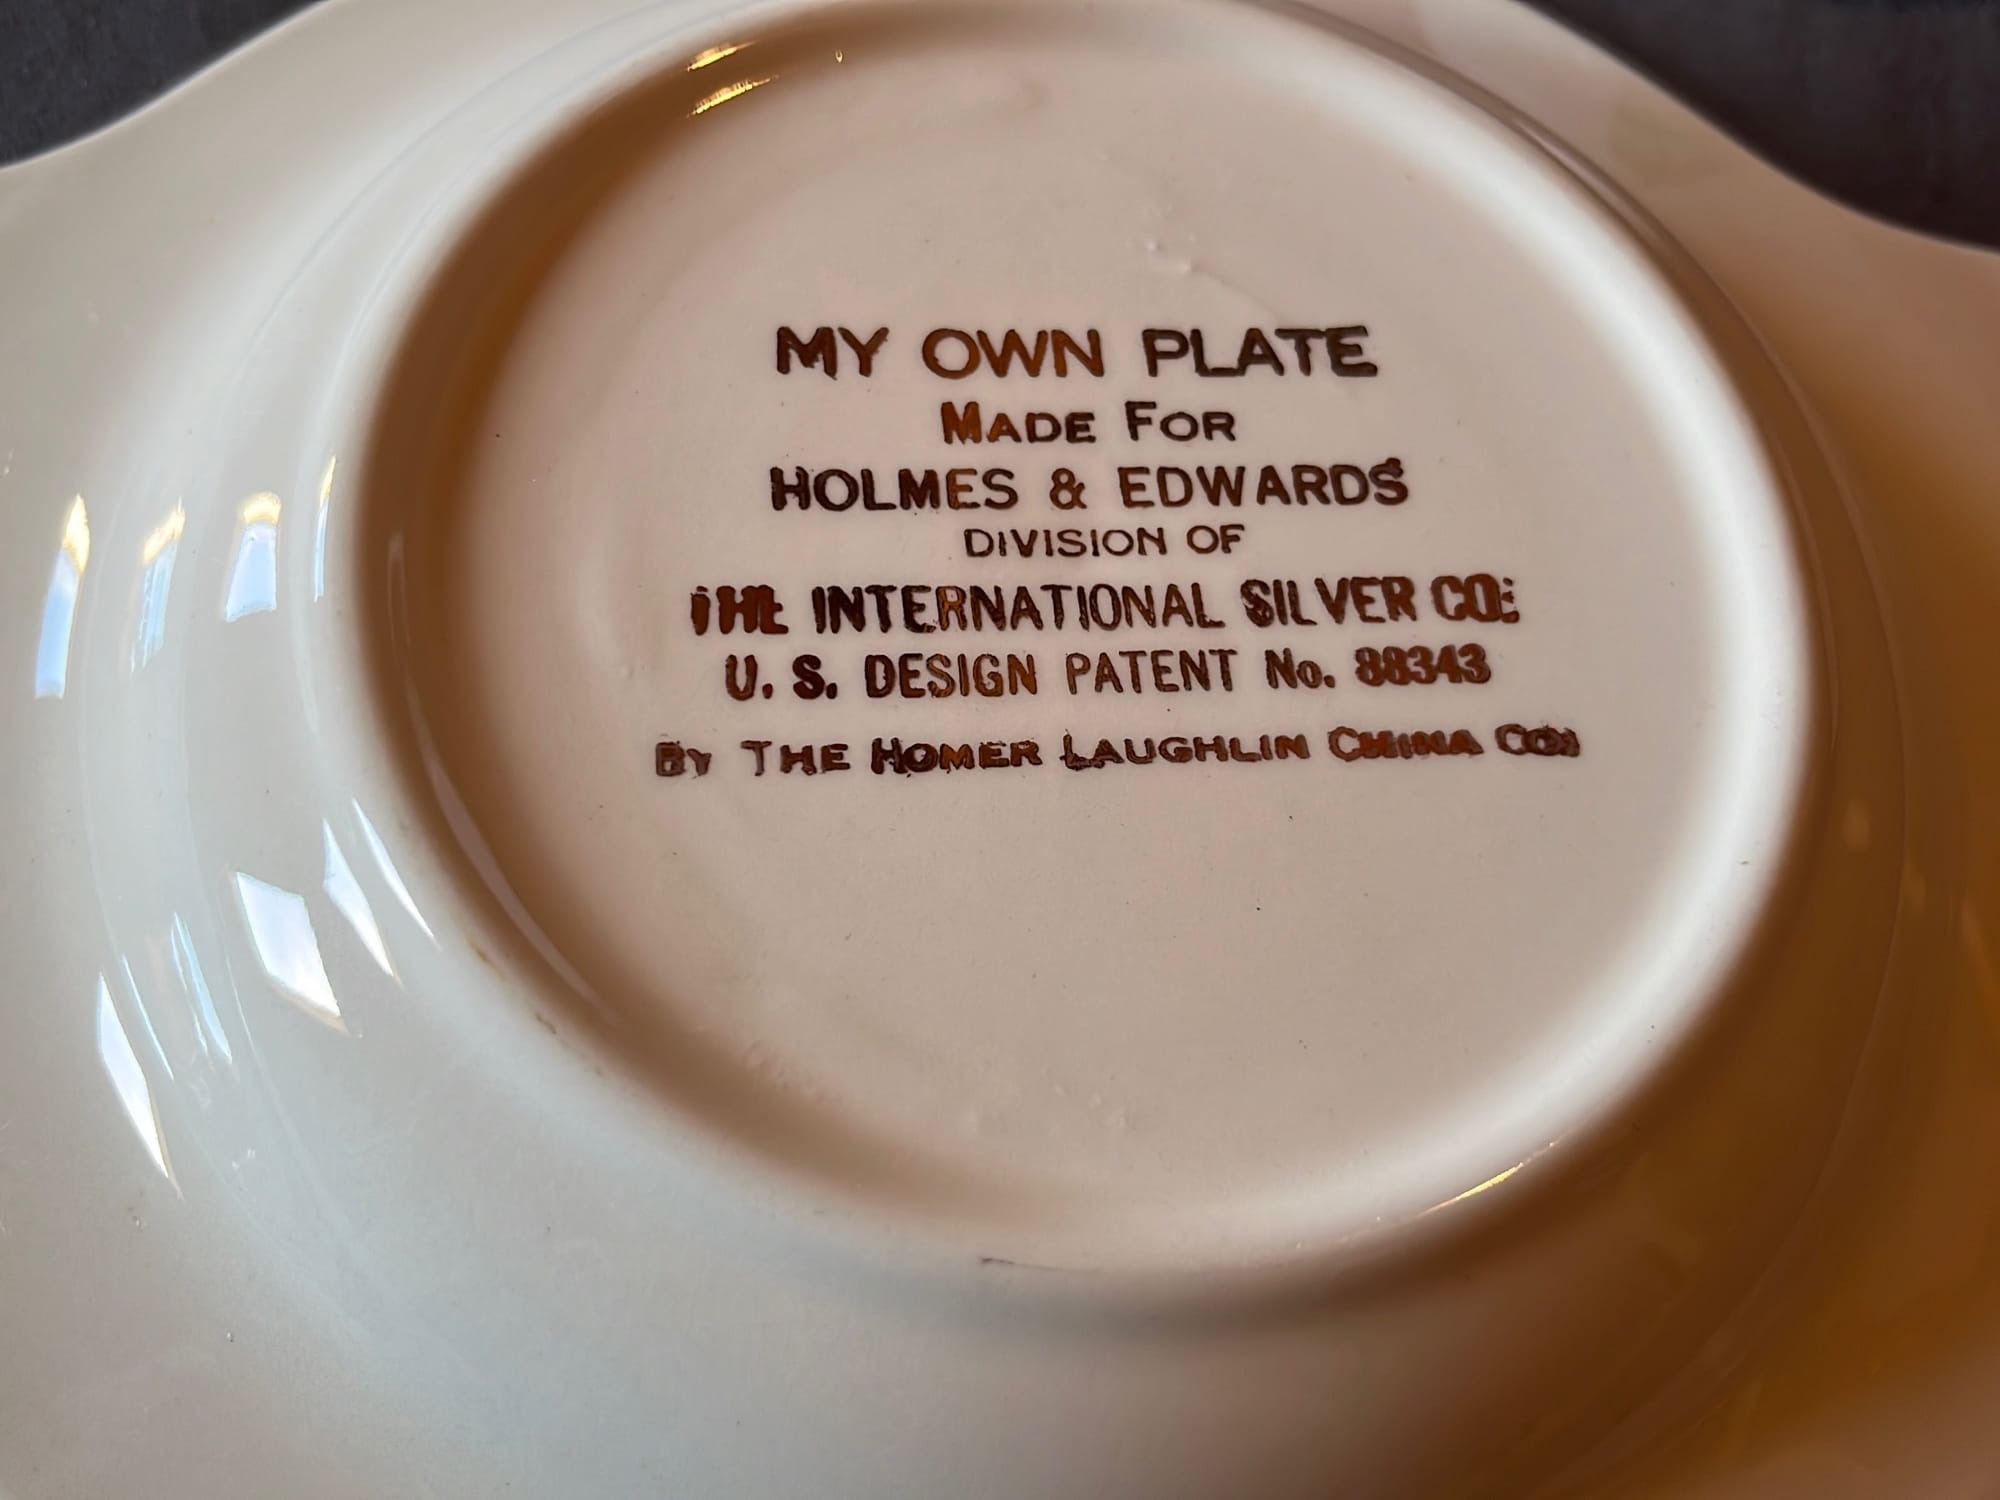 MY OWN PLATE
MADE FOR
HOLMES & EDWARDS
DIVISION OF
THE INTERNATIONAL SILVER CO.
U. S. DESIGN PATENT No. 88343
BY THE HOMER LAUGHLIN CHINA CO.